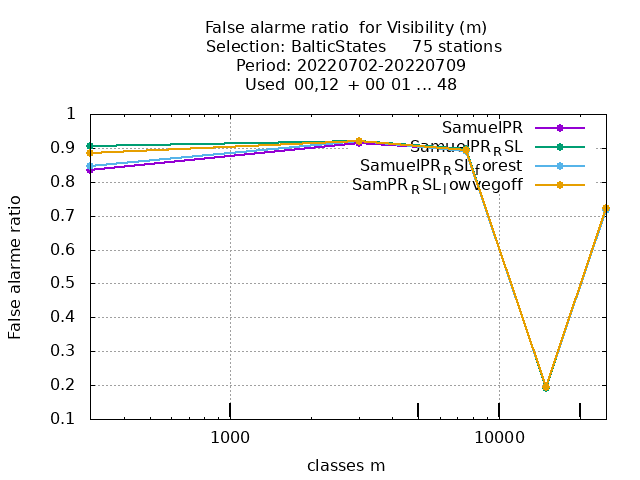 False alarme ratio  for Visibility (m)
Selection: BalticStates     75 stations
Period: 20220702-20220709
Used  00,12  + 00 01 ... 48
SamuelPR
SamuelPR_RSL
SamuelPR_RSL_forest
SamPR_RSL_lowvegoff
False alarme ratio
1
0.9
0.8
0.7
0.6
0.5
0.4
0.3
0.2
0.1
1000
10000
classes m